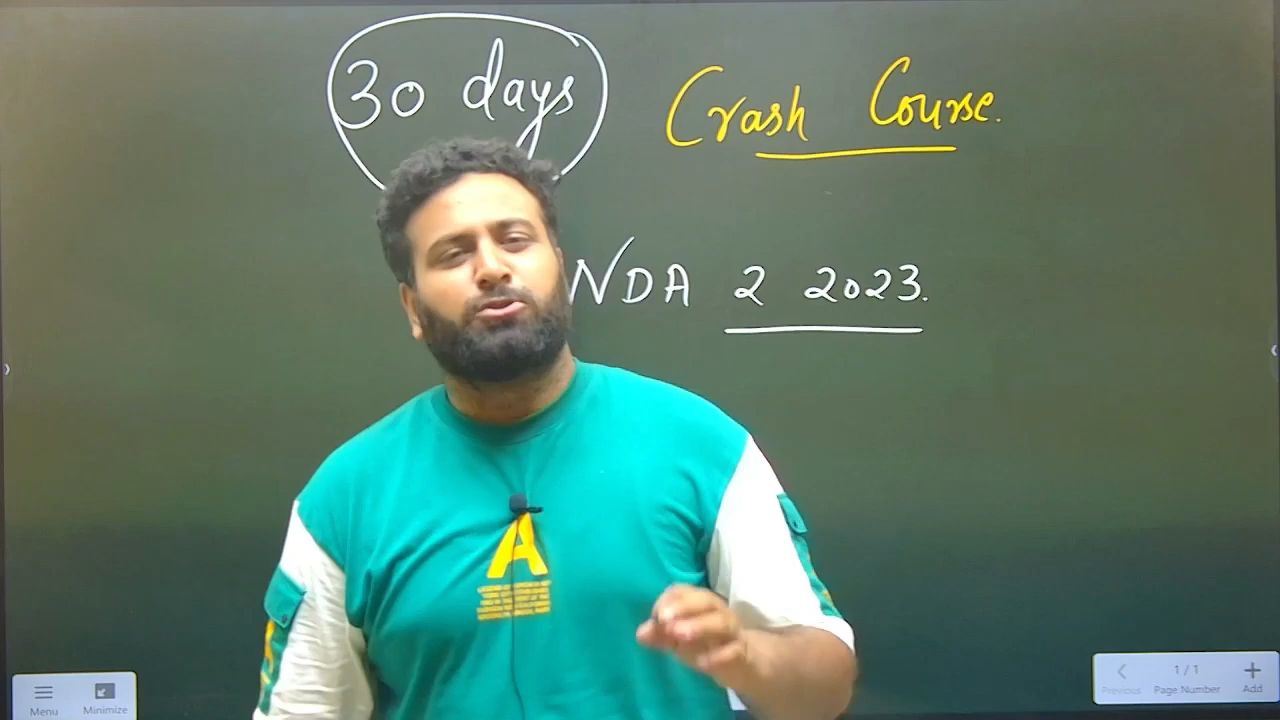 30 days
Crash Course.
NDA 2 2023.
A
Menu
Minimize
Previous
1 / 1
Page Number
Add